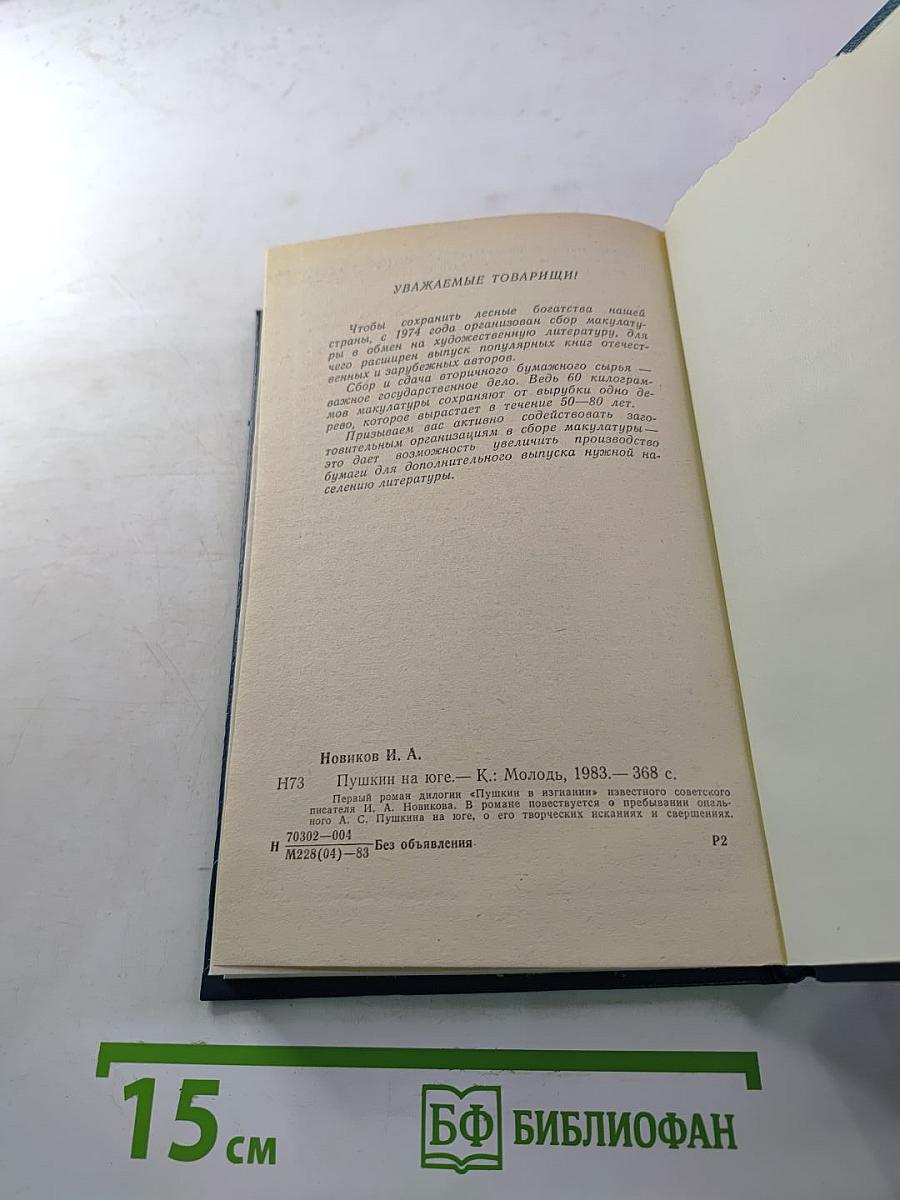 УВАЖАЕМЫЕ ТОВАРИЩИ!
Чтобы сохранить лесные богатства нашей
страны, с 1974 года организован сбор макулату-
ры в обмен на художественную литературу, для
чего расширен выпуск популярных книг отечест-
венных и зарубежных авторов.
Сбор и сдача вторичного бумажного сырья —
важное государственное дело. Ведь 60 килограм-
мов макулатуры сохраняют от вырубки одно де-
рево, которое вырастает в течение 50—80 лет.
Призываем вас активно содействовать заго-
товительным организациям в сборе макулатуры —
это дает возможность увеличить производство
бумаги для дополнительного выпуска нужной на-
селению литературы.
Новиков И. А.
Н73 Пушкин на юге.— К.: Молодь, 1983.— 368 с.
Первый роман дилогии «Пушкин в изгнании» известного советского
писателя И. А. Новикова. В романе повествуется о пребывании опаль-
ного А. С. Пушкина на юге, о его творческих исканиях и свершениях.
Н 70302—004
М228(04)—83 Без объявления Р2
15 см
БФ БИБЛИОФАН